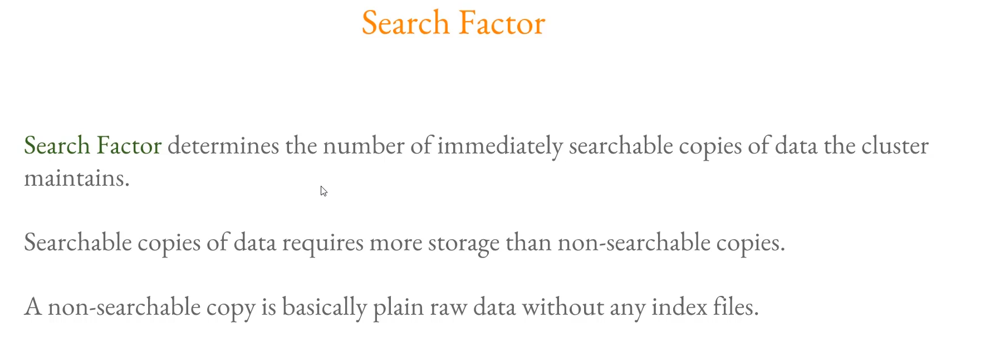 Search Factor
Search Factor determines the number of immediately searchable copies of data the cluster
maintains.
Searchable copies of data requires more storage than non-searchable copies.
A non-searchable copy is basically plain raw data without any index files.